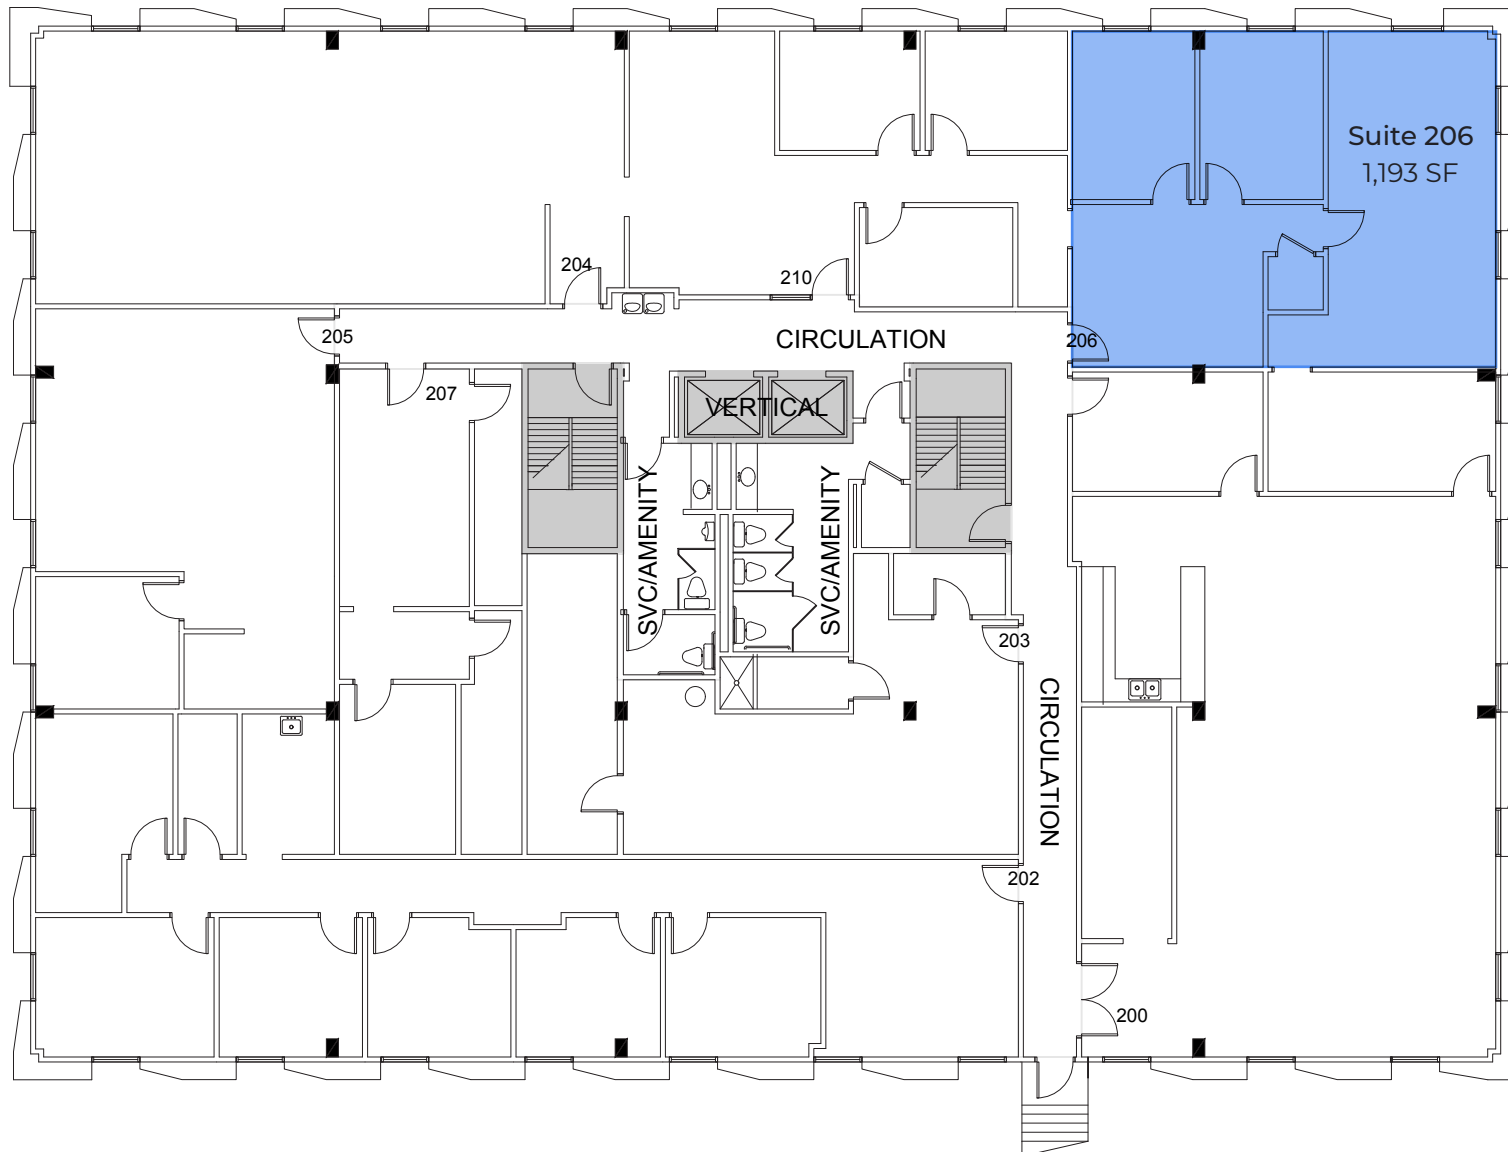 Suite 206
1,193 SF
204
210
205
CIRCULATION
206
207
VERTICAL
SVC/AMENITY
SVC/AMENITY
203
CIRCULATION
202
200